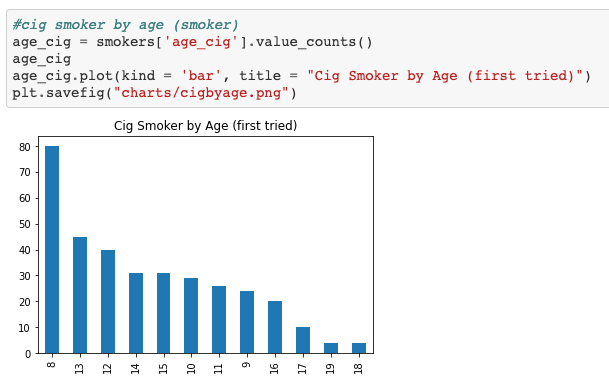 #cig smoker by age (smoker)
age_cig = smokers['age_cig'].value_counts()
age_cig
age_cig.plot(kind = 'bar', title = "Cig Smoker by Age (first tried)")
plt.savefig("charts/cigbyage.png")
Cig Smoker by Age (first tried)
80
70
60
50
40
30
20
10
0
8 13 12 14 15 10 11 9 16 17 19 18